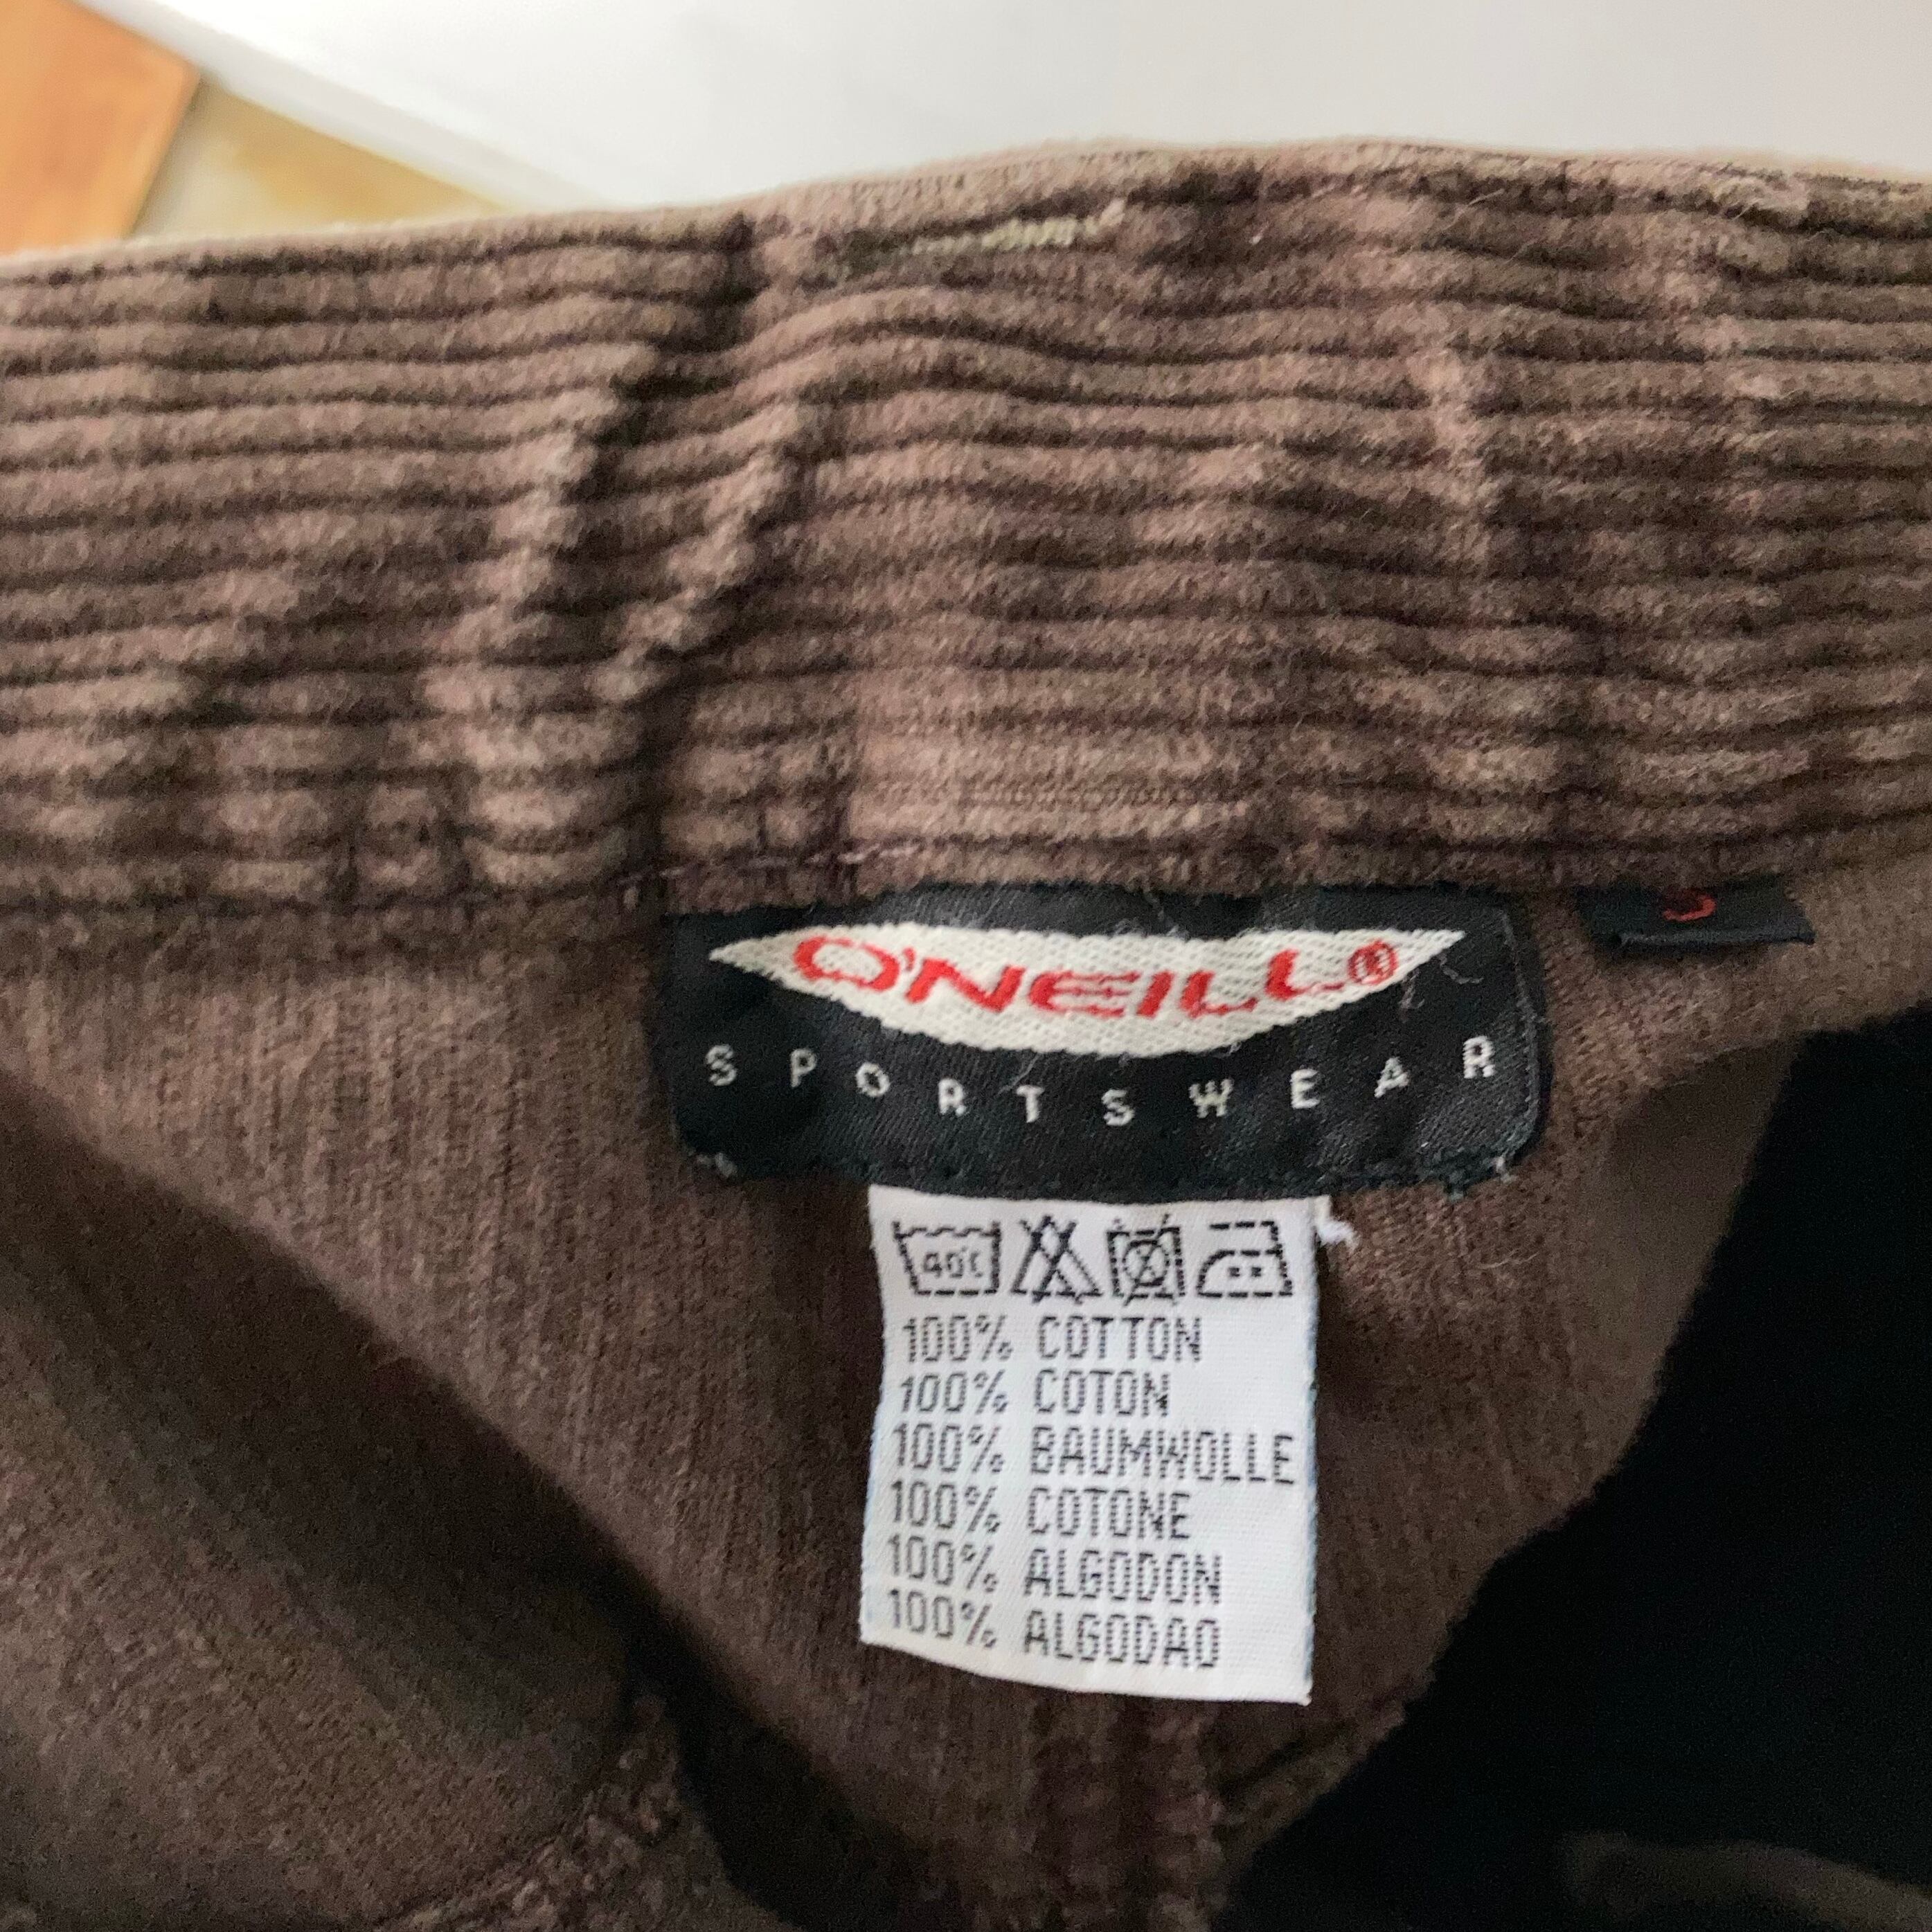 O'NEILL®
S
SPORTSWEAR
40°C
100% COTTON
100% COTON
100% BAUMWOLLE
100% COTONE
100% ALGODON
100% ALGODAO